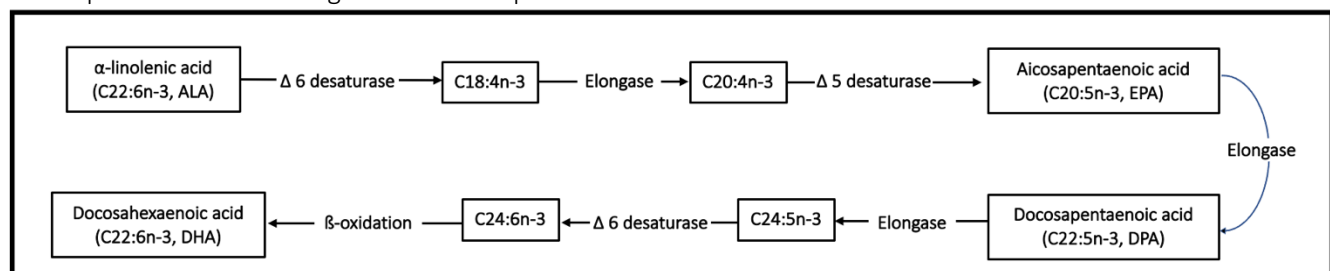 α-linolenic acid
(C22:6n-3, ALA)
Δ 6 desaturase
C18:4n-3
Elongase
C20:4n-3
Δ 5 desaturase
Aicosapentaenoic acid
(C20:5n-3, EPA)
Elongase
Docosapentaenoic acid
(C22:5n-3, DPA)
Elongase
C24:5n-3
Δ 6 desaturase
C24:6n-3
ß-oxidation
Docosahexaenoic acid
(C22:6n-3, DHA)